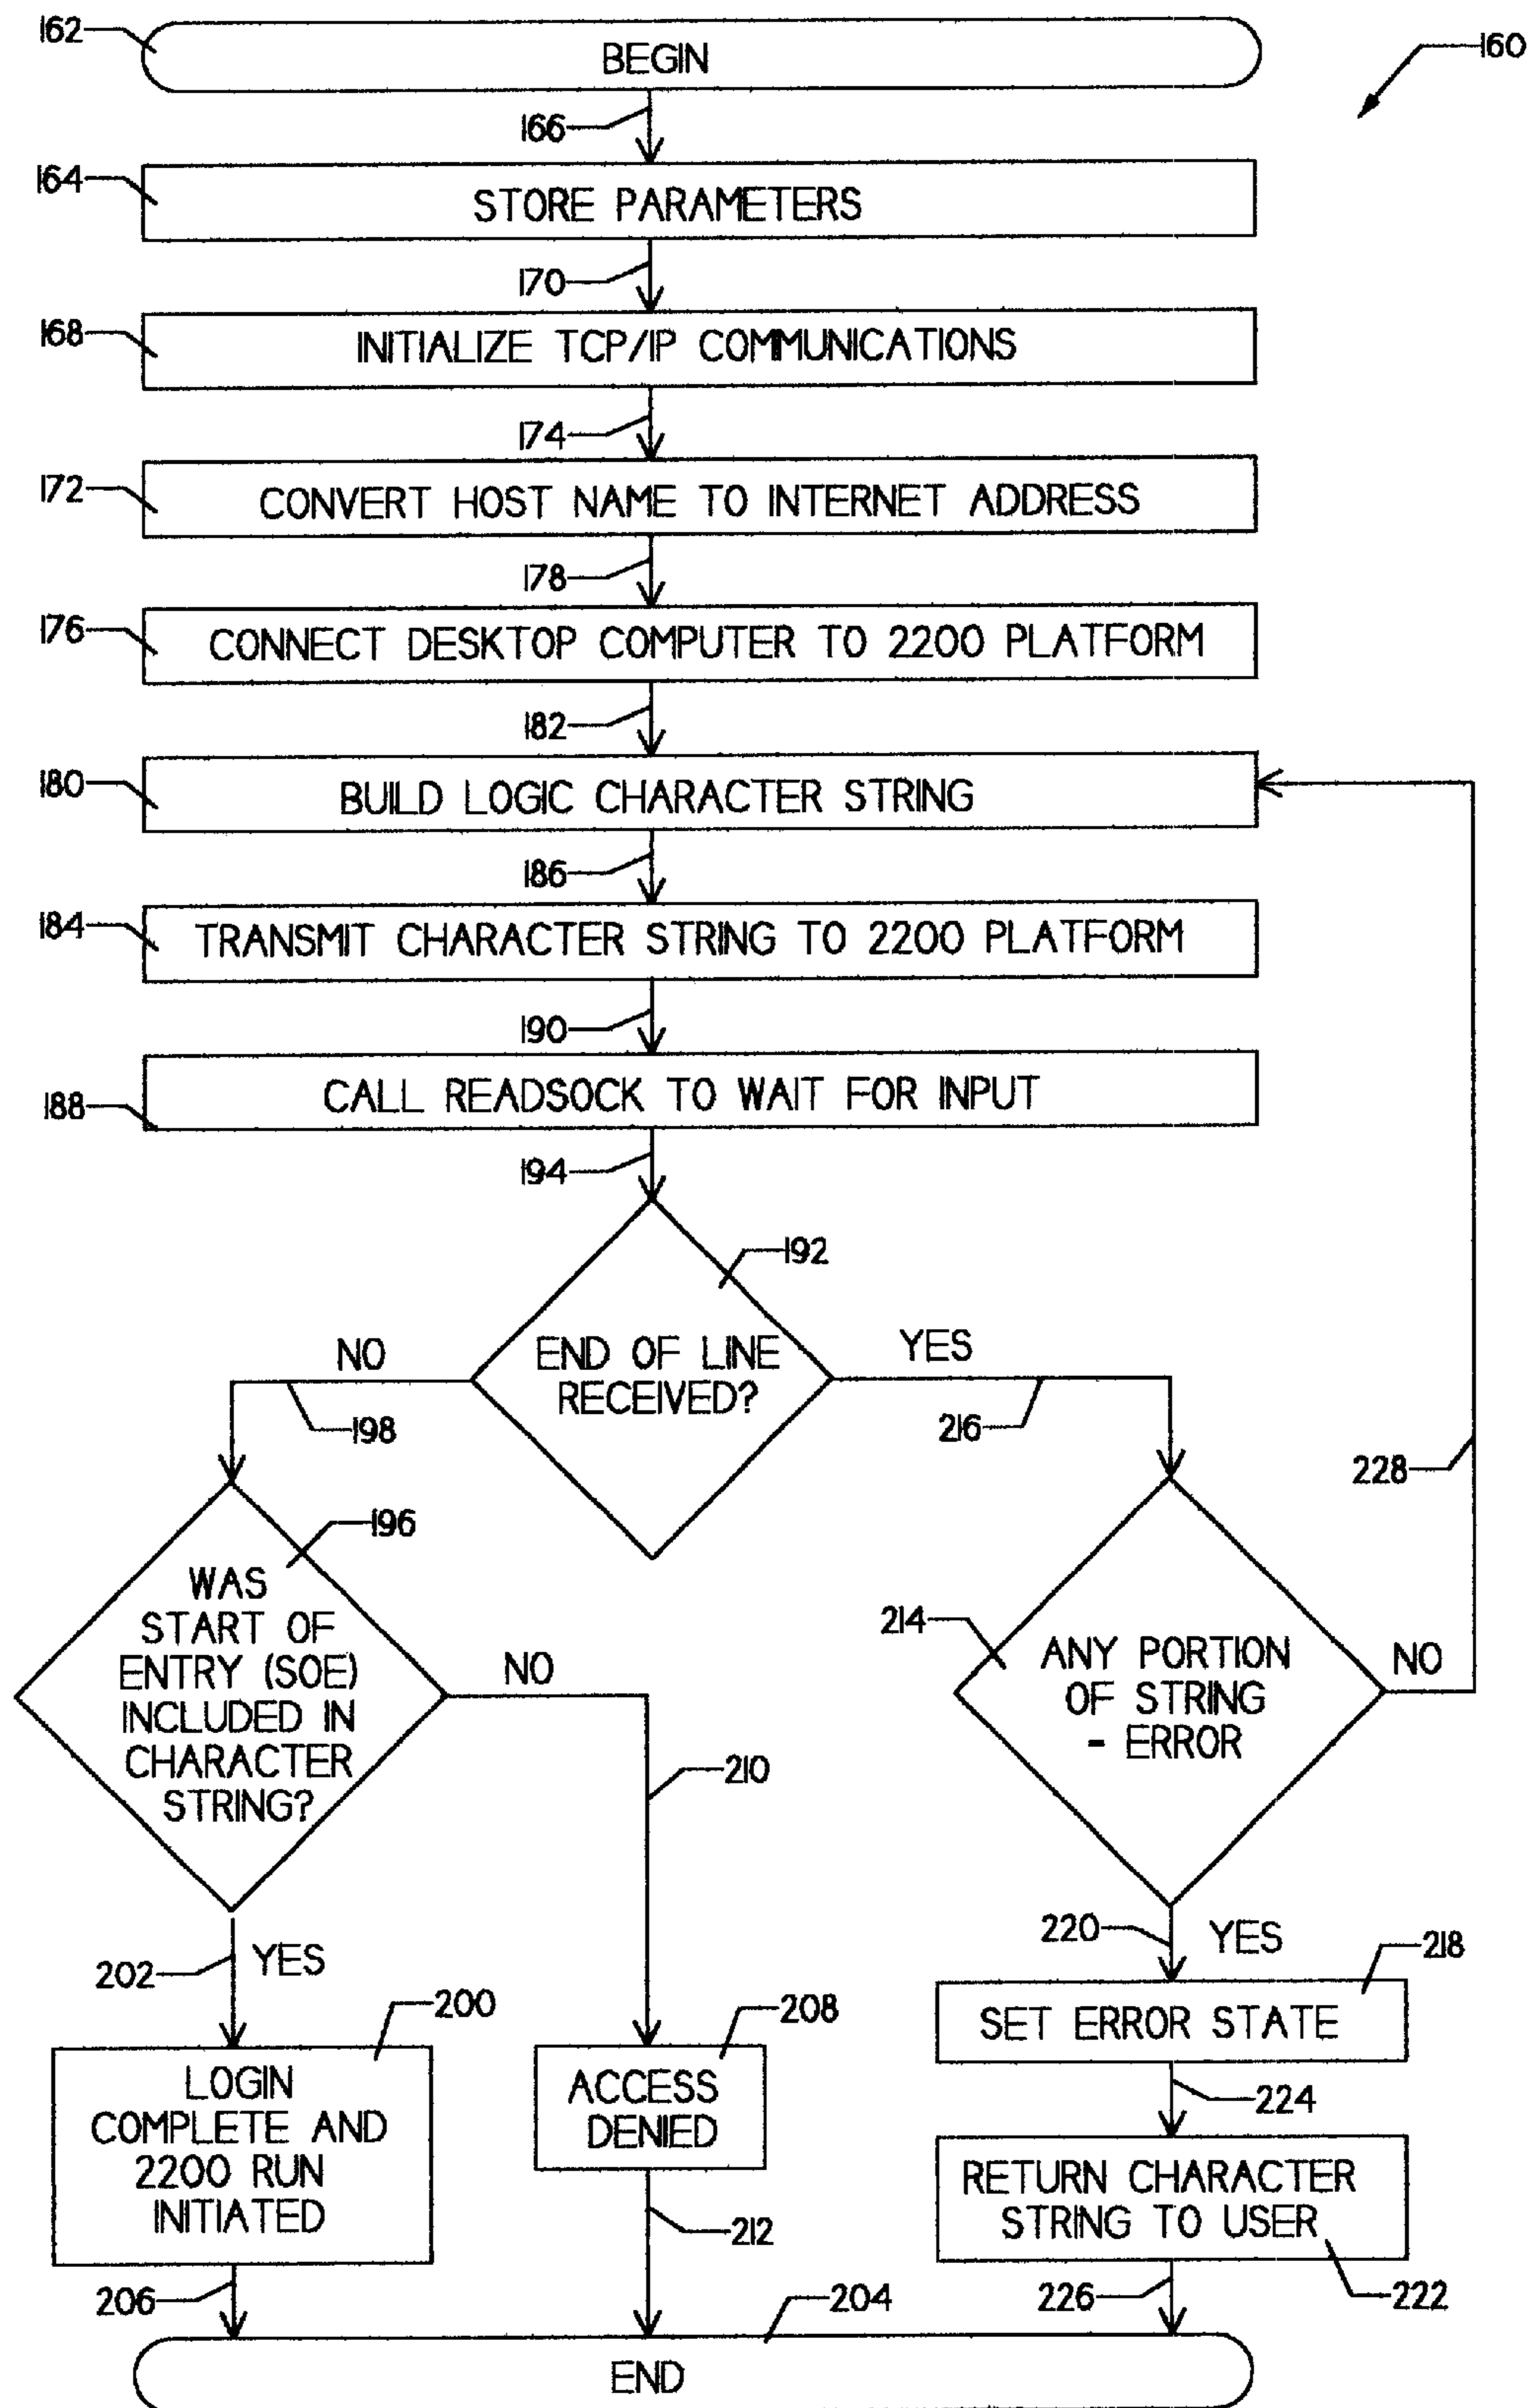 162
BEGIN
160
166
164
STORE PARAMETERS
170
168
INITIALIZE TCP/IP COMMUNICATIONS
174
172
CONVERT HOST NAME TO INTERNET ADDRESS
178
176
CONNECT DESKTOP COMPUTER TO 2200 PLATFORM
182
180
BUILD LOGIC CHARACTER STRING
186
184
TRANSMIT CHARACTER STRING TO 2200 PLATFORM
190
188
CALL READSOCK TO WAIT FOR INPUT
194
192
END OF LINE
RECEIVED?
NO
198
YES
216
228
196
WAS
START OF
ENTRY (SOE)
INCLUDED IN
CHARACTER
STRING?
NO
210
214
ANY PORTION
OF STRING
- ERROR
NO
202
YES
220
YES
218
200
LOGIN
COMPLETE AND
2200 RUN
INITIATED
208
ACCESS
DENIED
SET ERROR STATE
224
RETURN CHARACTER
STRING TO USER
222
206
212
226
204
END